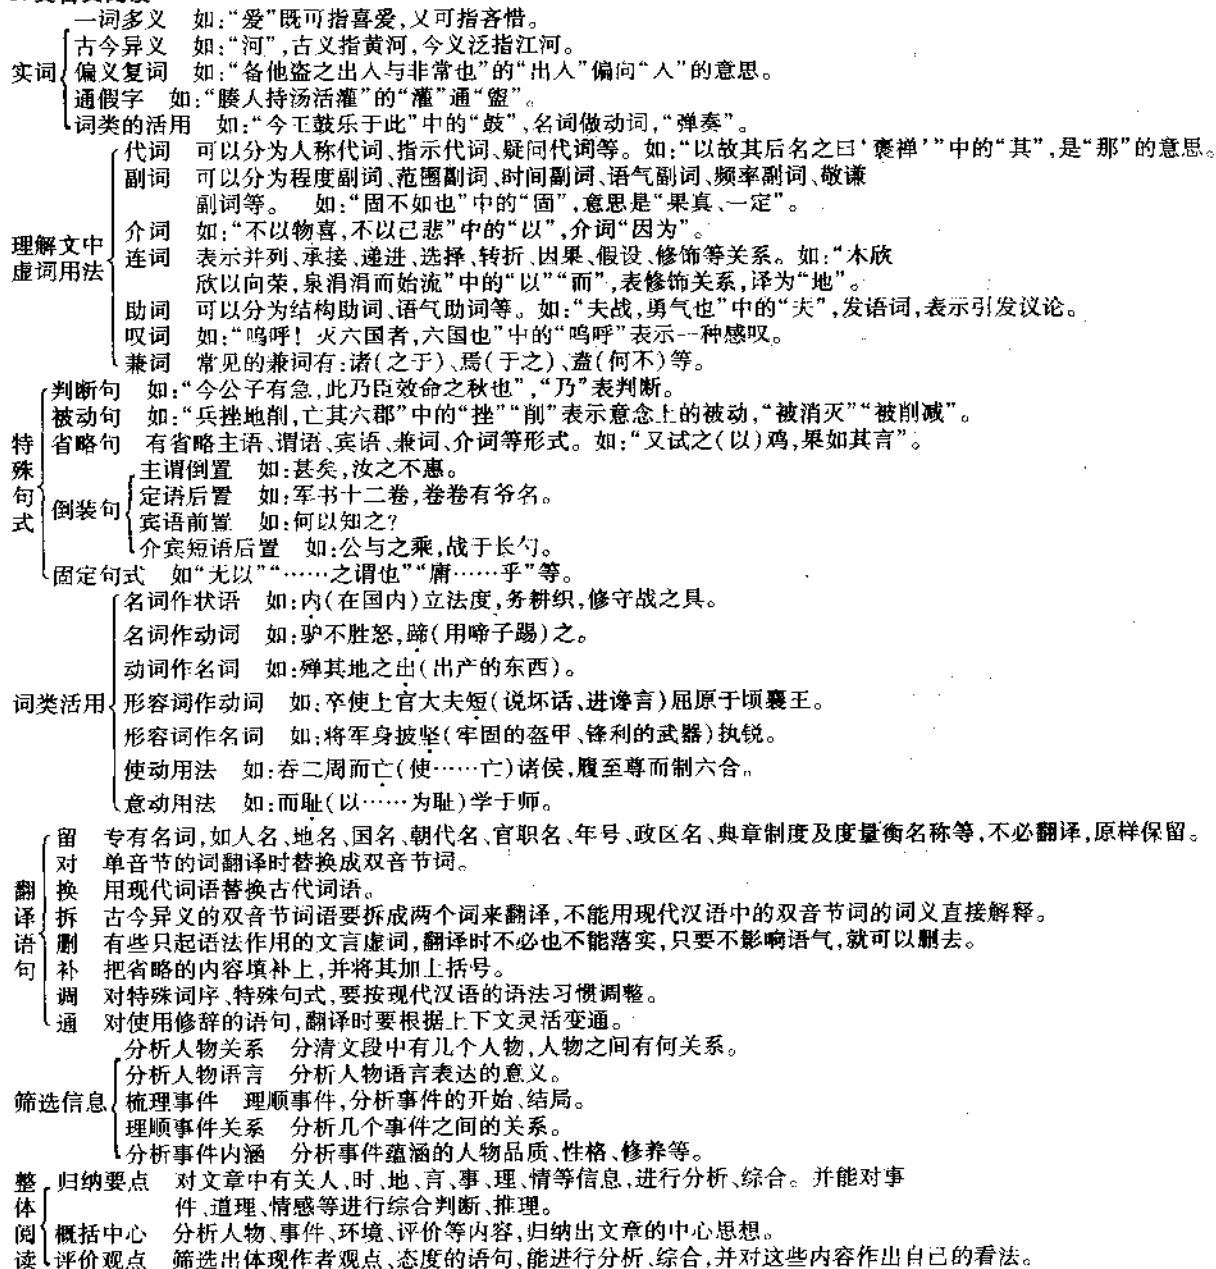 一词多义 如:“爱”既可指喜爱,又可指吝惜。
古今异义 如:“河”,古义指黄河,今义泛指江河。
实词 偏义复词 如:“备他盗之出入与非常也”的“出入”偏向“入”的意思。
通假字 如:“媵人持汤沃灌”的“灌”通“盥”。
词类的活用 如:“今王鼓乐于此”中的“鼓”,名词做动词,“弹奏”。
代词 可以分为人称代词、指示代词、疑问代词等。如:“以故其后名之曰‘褒禅’”中的“其”,是“那”的意思。
副词 可以分为程度副词、范围副词、时间副词、语气副词、频率副词、敬谦
副词等。 如:“固不如也”中的“固”,意思是“果真、一定”。
介词 如:“不以物喜,不以己悲”中的“以”,介词“因为”。
理解文中
虚词用法
连词 表示并列、承接、递进、选择、转折、因果、假设、修饰等关系。如:“木欣
欣以向荣,泉涓涓而始流”中的“以”“而”,表修饰关系,译为“地”。
助词 可以分为结构助词、语气助词等。如:“夫战,勇气也”中的“夫”,发语词,表示引发议论。
叹词 如:“呜呼!灭六国者,六国也”中的“呜呼”表示一种感叹。
兼词 常见的兼词有:诸(之于)、焉(于之)、盍(何不)等。
判断句 如:“今公子有急,此乃臣效命之秋也”,“乃”表判断。
被动句 如:“兵挫地削,亡其六郡”中的“挫”“削”表示意念上的被动,“被消灭”“被削减”。
特殊句式
省略句 有省略主语、谓语、宾语、兼词、介词等形式。如:“又试之(以)鸡,果如其言”。
主谓倒置 如:甚矣,汝之不惠。
定语后置 如:军书十二卷,卷卷有爷名。
倒装句
宾语前置 如:何以知之?
介宾短语后置 如:公与之乘,战于长勺。
固定句式 如“无以”“……之谓也”“庸……乎”等。
名词作状语 如:内(在国内)立法度,务耕织,修守战之具。
名词作动词 如:驴不胜怒,蹄(用啼子踢)之。
动词作名词 如:殚其地之出(出产的东西)。
词类活用 形容词作动词 如:卒使上官大夫短(说坏话、进谗言)屈原于顷襄王。
形容词作名词 如:将军身披坚(牢固的盔甲、锋利的武器)执锐。
使动用法 如:吞二周而亡(使……亡)诸侯,履至尊而制六合。
意动用法 如:而耻(以……为耻)学于师。
翻译语句
留 专有名词,如人名、地名、国名、朝代名、官职名、年号、政区名、典章制度及度量衡名称等,不必翻译,原样保留。
对 单音节的词翻译时替换成双音节词。
换 用现代词语替换古代词语。
拆 古今异义的双音节词语要拆成两个词来翻译,不能用现代汉语中的双音节词的词义直接解释。
删 有些只起语法作用的文言虚词,翻译时不必也不能落实,只要不影响语气,就可以删去。
补 把省略的内容填补上,并将其加上括号。
调 对特殊词序、特殊句式,要按现代汉语的语法习惯调整。
通 对使用修辞的语句,翻译时要根据上下文灵活变通。
分析人物关系 分清文段中有几个人物,人物之间有何关系。
分析人物语言 分析人物语言表达的意义。
筛选信息 梳理事件 理顺事件,分析事件的开始、结局。
理顺事件关系 分析几个事件之间的关系。
分析事件内涵 分析事件蕴涵的人物品质、性格、修养等。
整体阅读
归纳要点 对文章中有关人、时、地、言、事、理、情等信息,进行分析、综合。并能对事
件、道理、情感等进行综合判断、推理。
概括中心 分析人物、事件、环境、评价等内容,归纳出文章的中心思想。
评价观点 筛选出体现作者观点、态度的语句,能进行分析、综合,并对这些内容作出自己的看法。